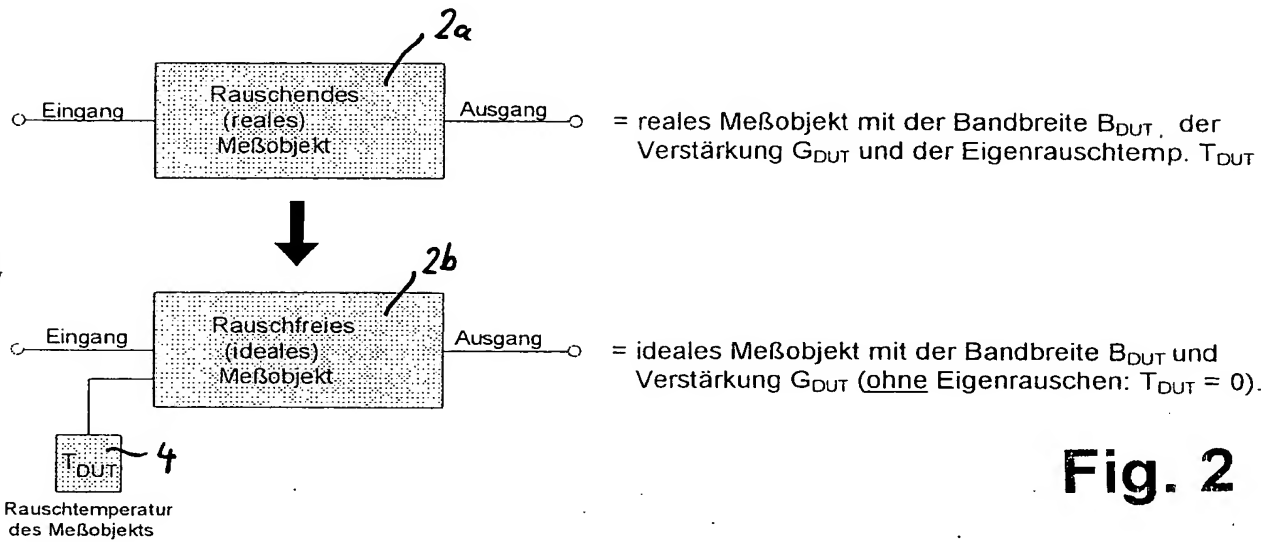 2a
Eingang
Rauschendes
(reales)
Meßobjekt
Ausgang
= reales Meßobjekt mit der Bandbreite B_DUT, der
Verstärkung G_DUT und der Eigenrauschtemp. T_DUT
2b
Eingang
Rauschfreies
(ideales)
Meßobjekt
Ausgang
= ideales Meßobjekt mit der Bandbreite B_DUT und
Verstärkung G_DUT (ohne Eigenrauschen: T_DUT = 0).
T_DUT
4
Rauschtemperatur
des Meßobjekts
Fig. 2